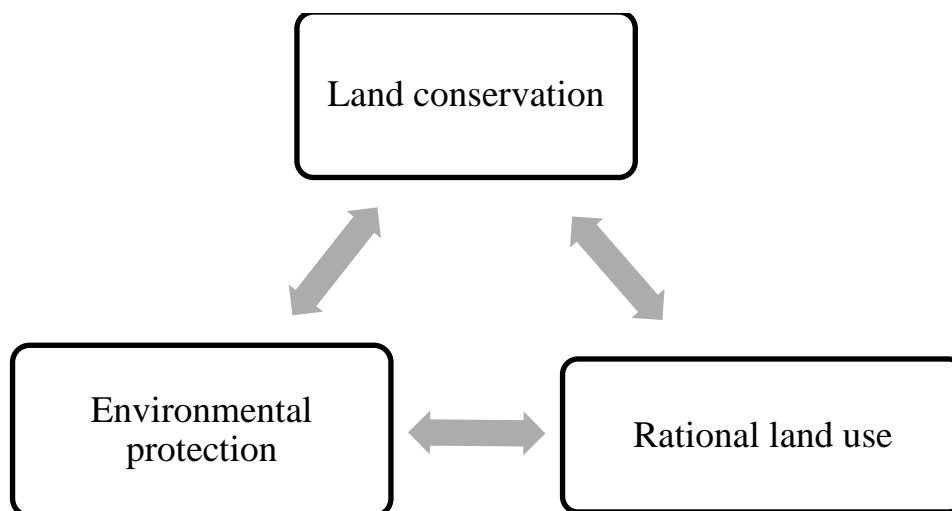 Land conservation
Environmental
protection
Rational land use